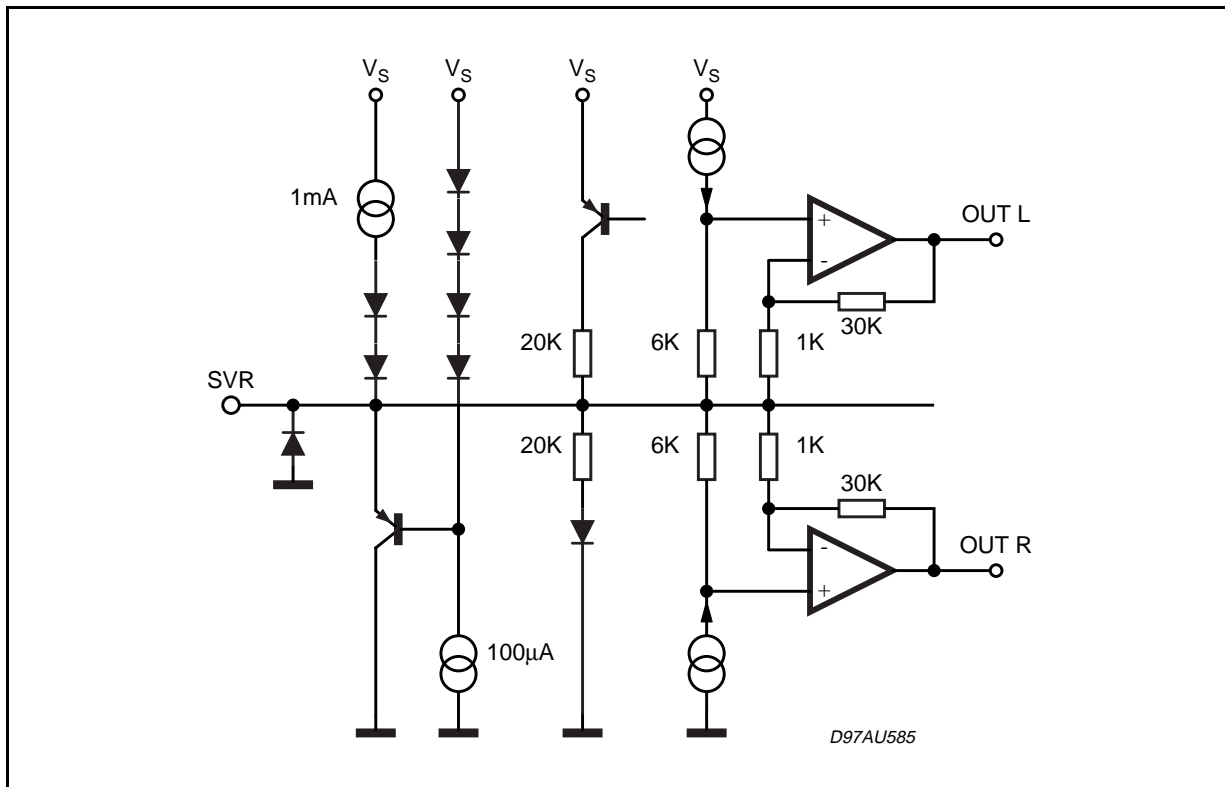 VS VS VS VS
1mA
+
-
OUT L
30K
20K 6K 1K
SVR
20K 6K 1K
30K
-
+
OUT R
100μA
D97AU585